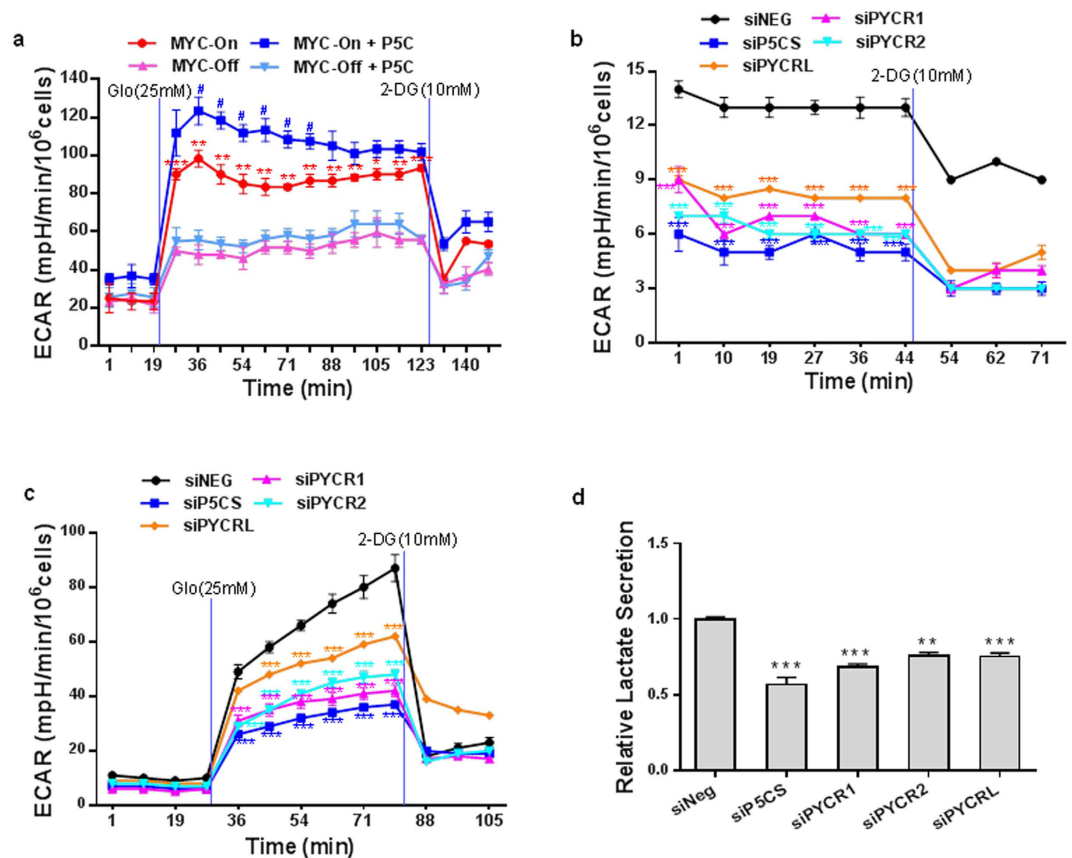 a
MYC-On MYC-On + P5C
MYC-Off MYC-Off + P5C
Glo(25mM) 2-DG(10mM)
ECAR (mpH/min/10⁶cells)
140
120
100
80
60
40
20
0
# # # # # # #
*** ** ** ** ** ** ** ** ** * ** ***
1 19 36 54 71 88 105 123 140
Time (min)
b
siNEG siPYCR1
siP5CS siPYCR2
siPYCRL
2-DG(10mM)
ECAR (mpH/min/10⁶cells)
15
12
9
6
3
0
*** *** *** *** *** ***
*** *** *** *** *** ***
*** *** *** *** *** ***
*** *** *** *** *** ***
1 10 19 27 36 44 54 62 71
Time (min)
c
siNEG siPYCR1
siP5CS siPYCR2
siPYCRL
Glo(25mM) 2-DG(10mM)
ECAR (mpH/min/10⁶cells)
100
80
60
40
20
0
*** *** *** *** ***
*** *** *** *** *** ***
*** *** *** *** *** ***
*** *** *** *** *** ***
1 19 36 54 71 88 105
Time (min)
d
Relative Lactate Secretion
1.5
1.0
0.5
0.0
*** *** ** ***
siNeg siP5CS siPYCR1 siPYCR2 siPYCRL